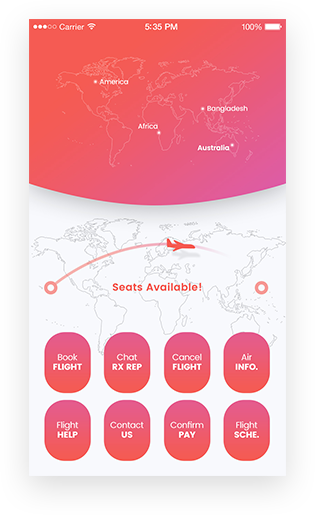 Carrier 5:35 PM 100%
America
Bangladesh
Africa
Australia
Seats Available!
Book Chat Cancel Air
FLIGHT RX REP FLIGHT INFO.
Flight Contact Confirm Flight
HELP US PAY SCHE.